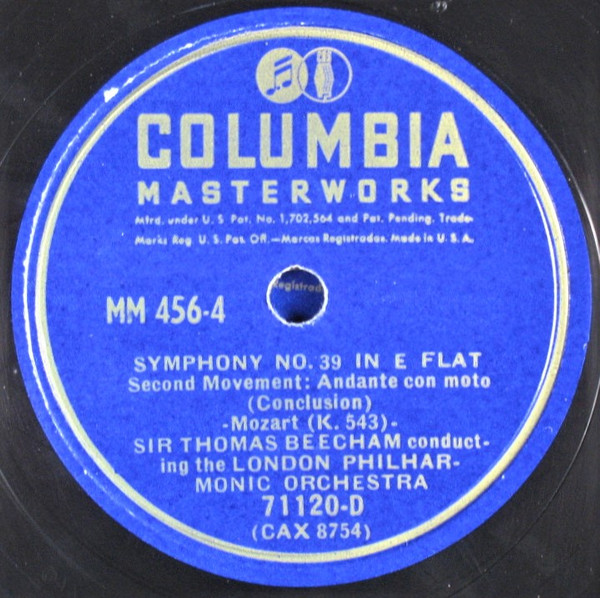 COLUMBIA
MASTERWORKS
Mfrd. under U. S. Pat. No. 1,702,564 and Pat. Pending. Trade-
Marks Reg. U. S. Pat. Off.—Marcas Registradas. Made in U. S. A.
Registrad
MM 456-4
SYMPHONY NO. 39 IN E FLAT
Second Movement: Andante con moto
(Conclusion)
-Mozart (K. 543)-
SIR THOMAS BEECHAM conduct-
ing the LONDON PHILHAR-
MONIC ORCHESTRA
71120-D
(CAX 8754)